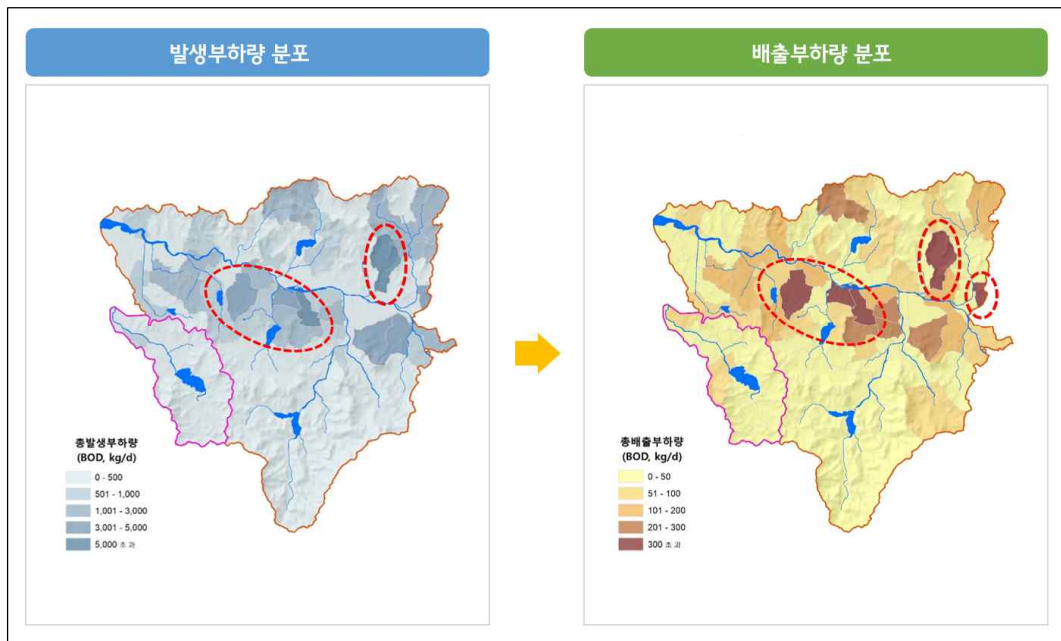 발생부하량 분포
배출부하량 분포
총발생부하량
(BOD, kg/d)
0 - 500
501 - 1,000
1,001 - 3,000
3,001 - 5,000
5,000 초과
총배출부하량
(BOD, kg/d)
0 - 50
51 - 100
101 - 200
201 - 300
300 초과